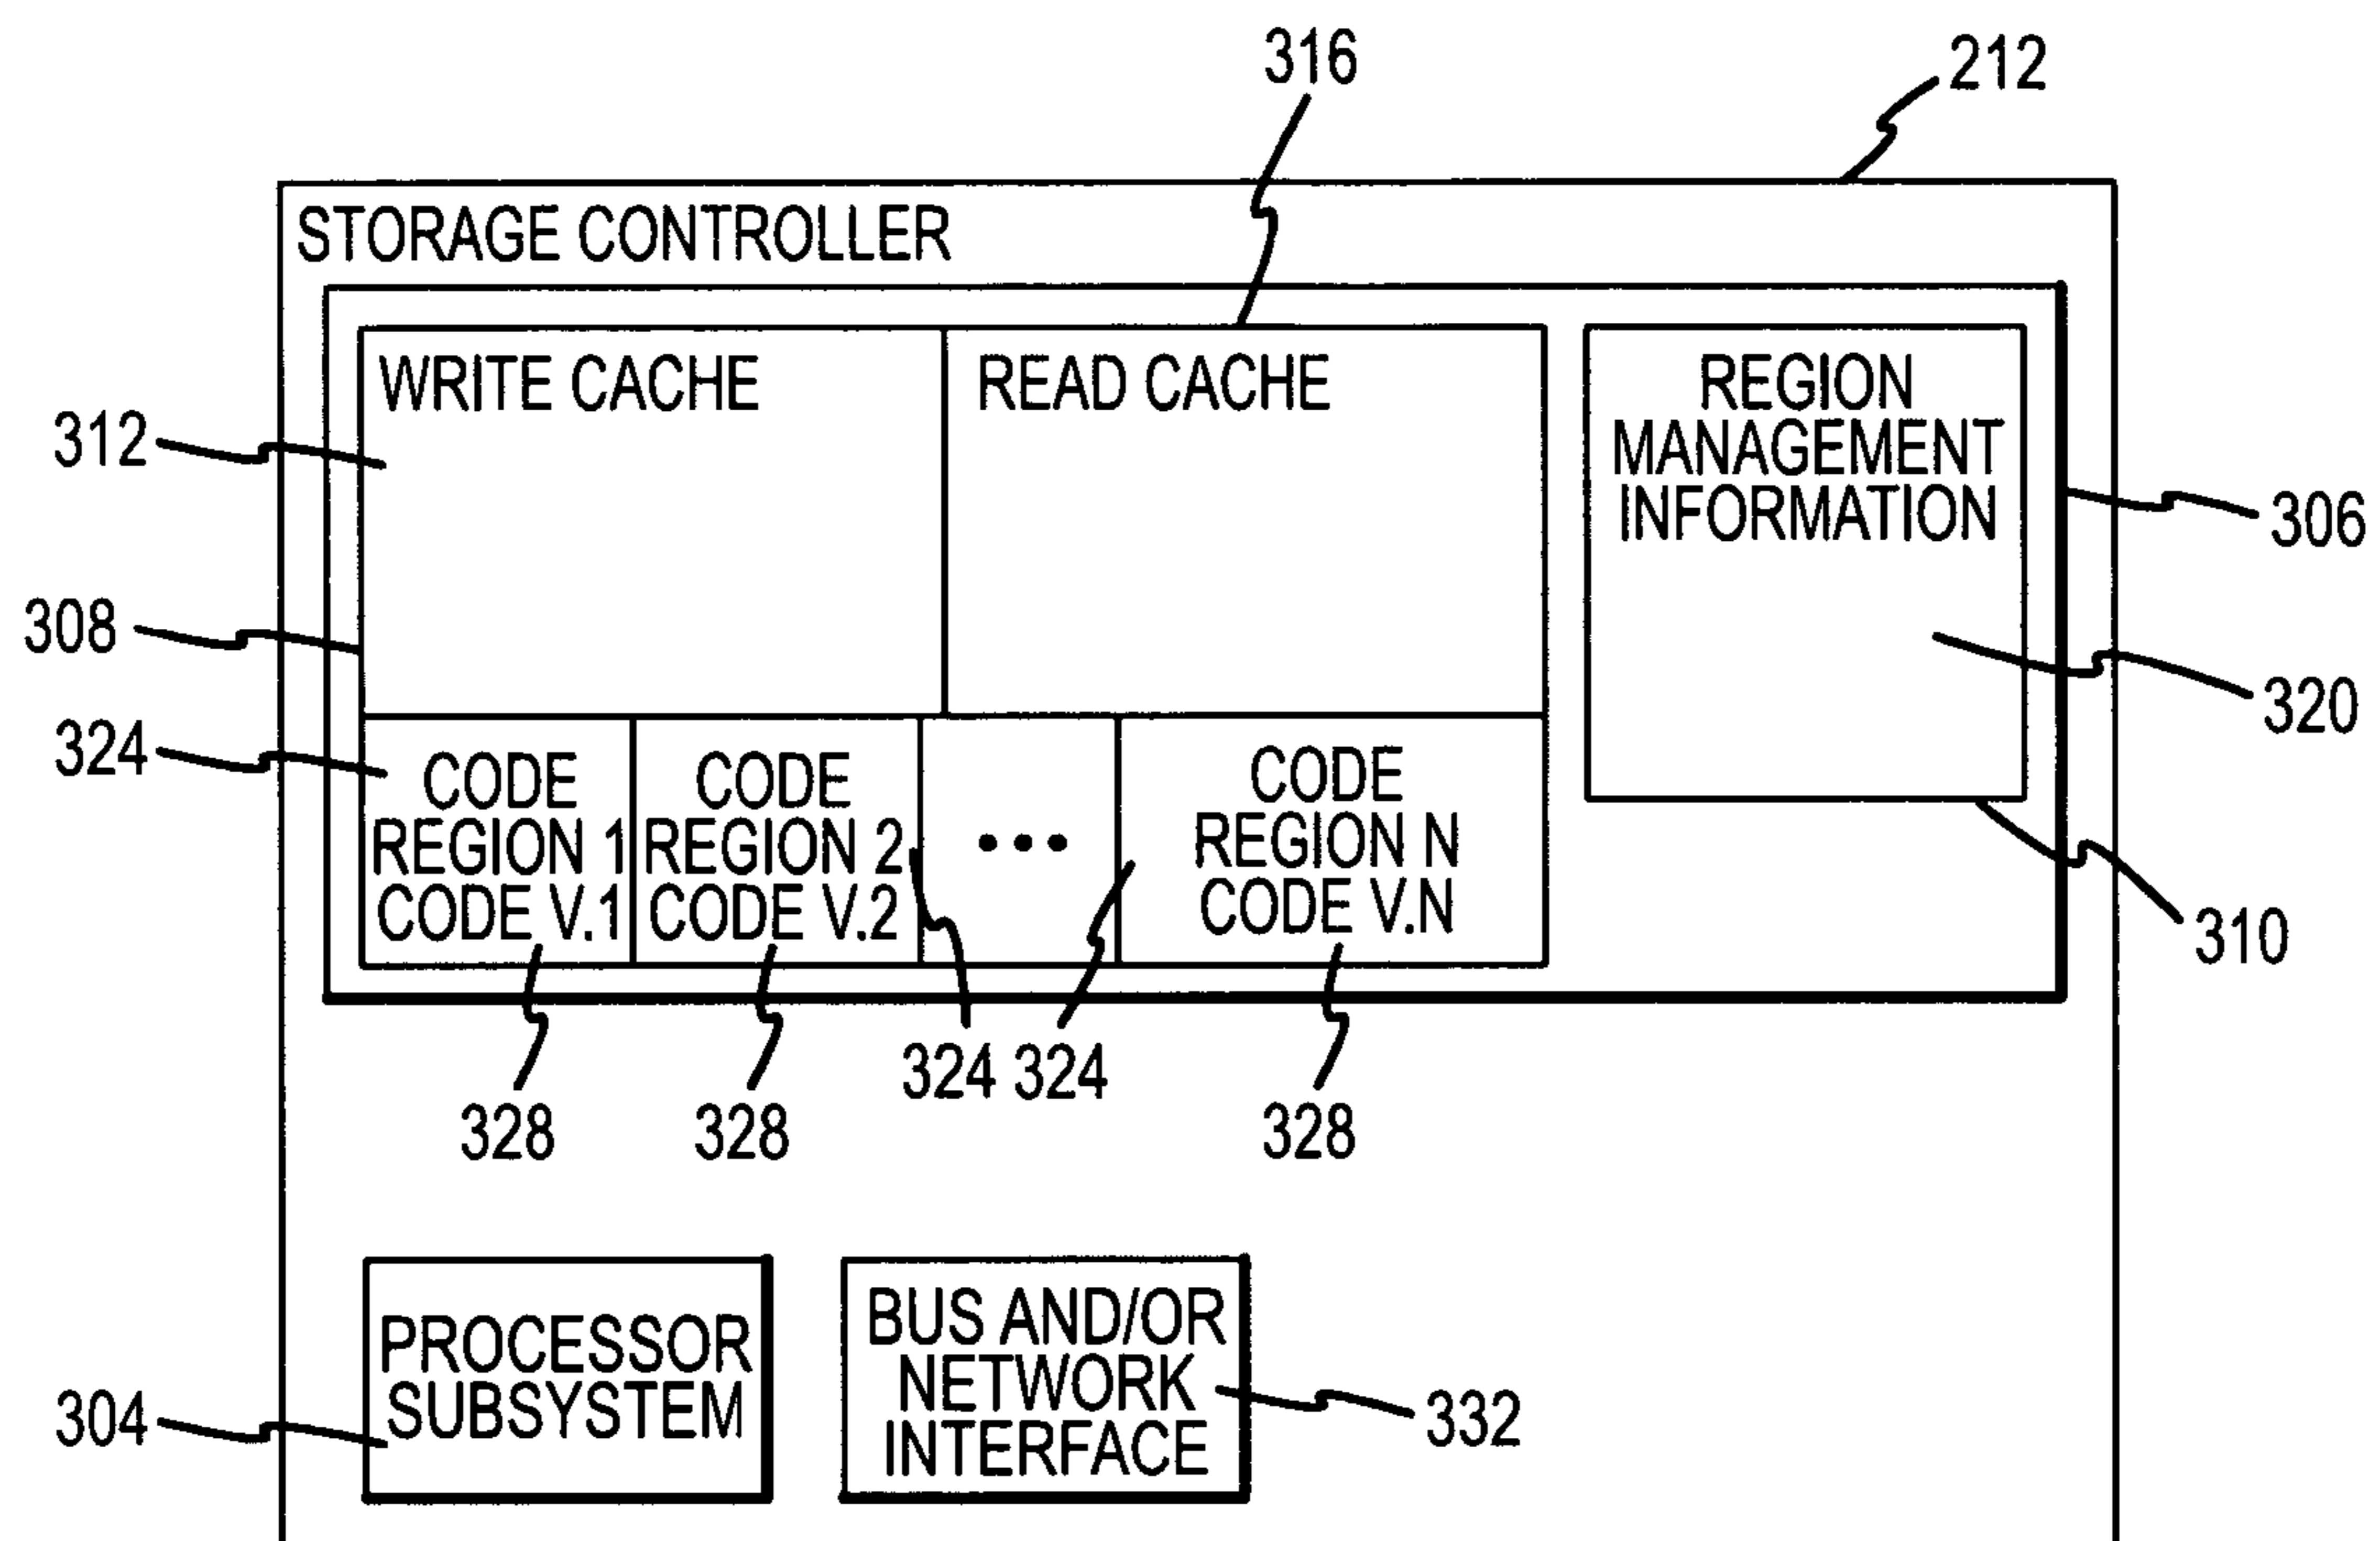 316
212
STORAGE CONTROLLER
WRITE CACHE
READ CACHE
REGION
MANAGEMENT
INFORMATION
312
306
308
320
324
CODE
REGION 1
CODE V.1
CODE
REGION 2
CODE V.2
•••
CODE
REGION N
CODE V.N
310
324
324
328
328
328
PROCESSOR
SUBSYSTEM
BUS AND/OR
NETWORK
INTERFACE
304
332